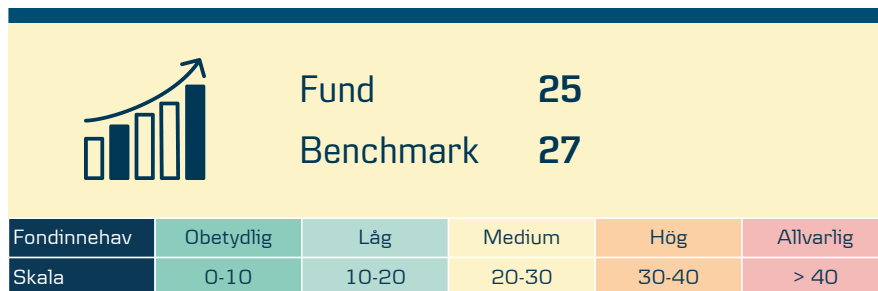 Fund 25
Benchmark 27
Fondinnehav Obetydlig Låg Medium Hög Allvarlig
Skala 0-10 10-20 20-30 30-40 > 40